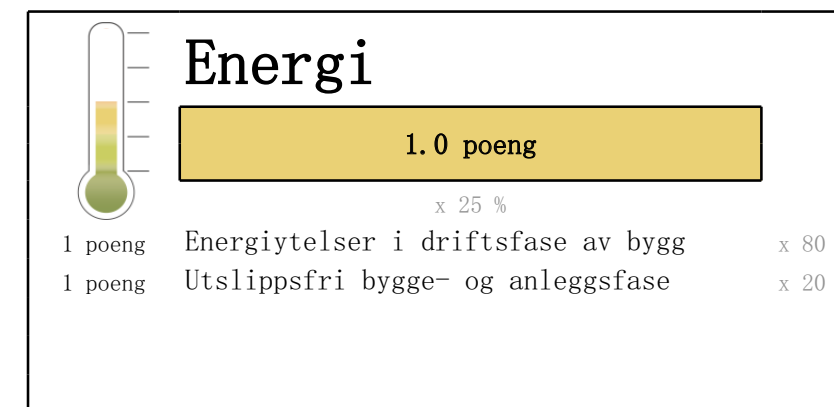 Energi
1.0 poeng
x 25 %
1 poeng Energiytelser i driftsfase av bygg x 80
1 poeng Utslippsfri bygge- og anleggsfase x 20